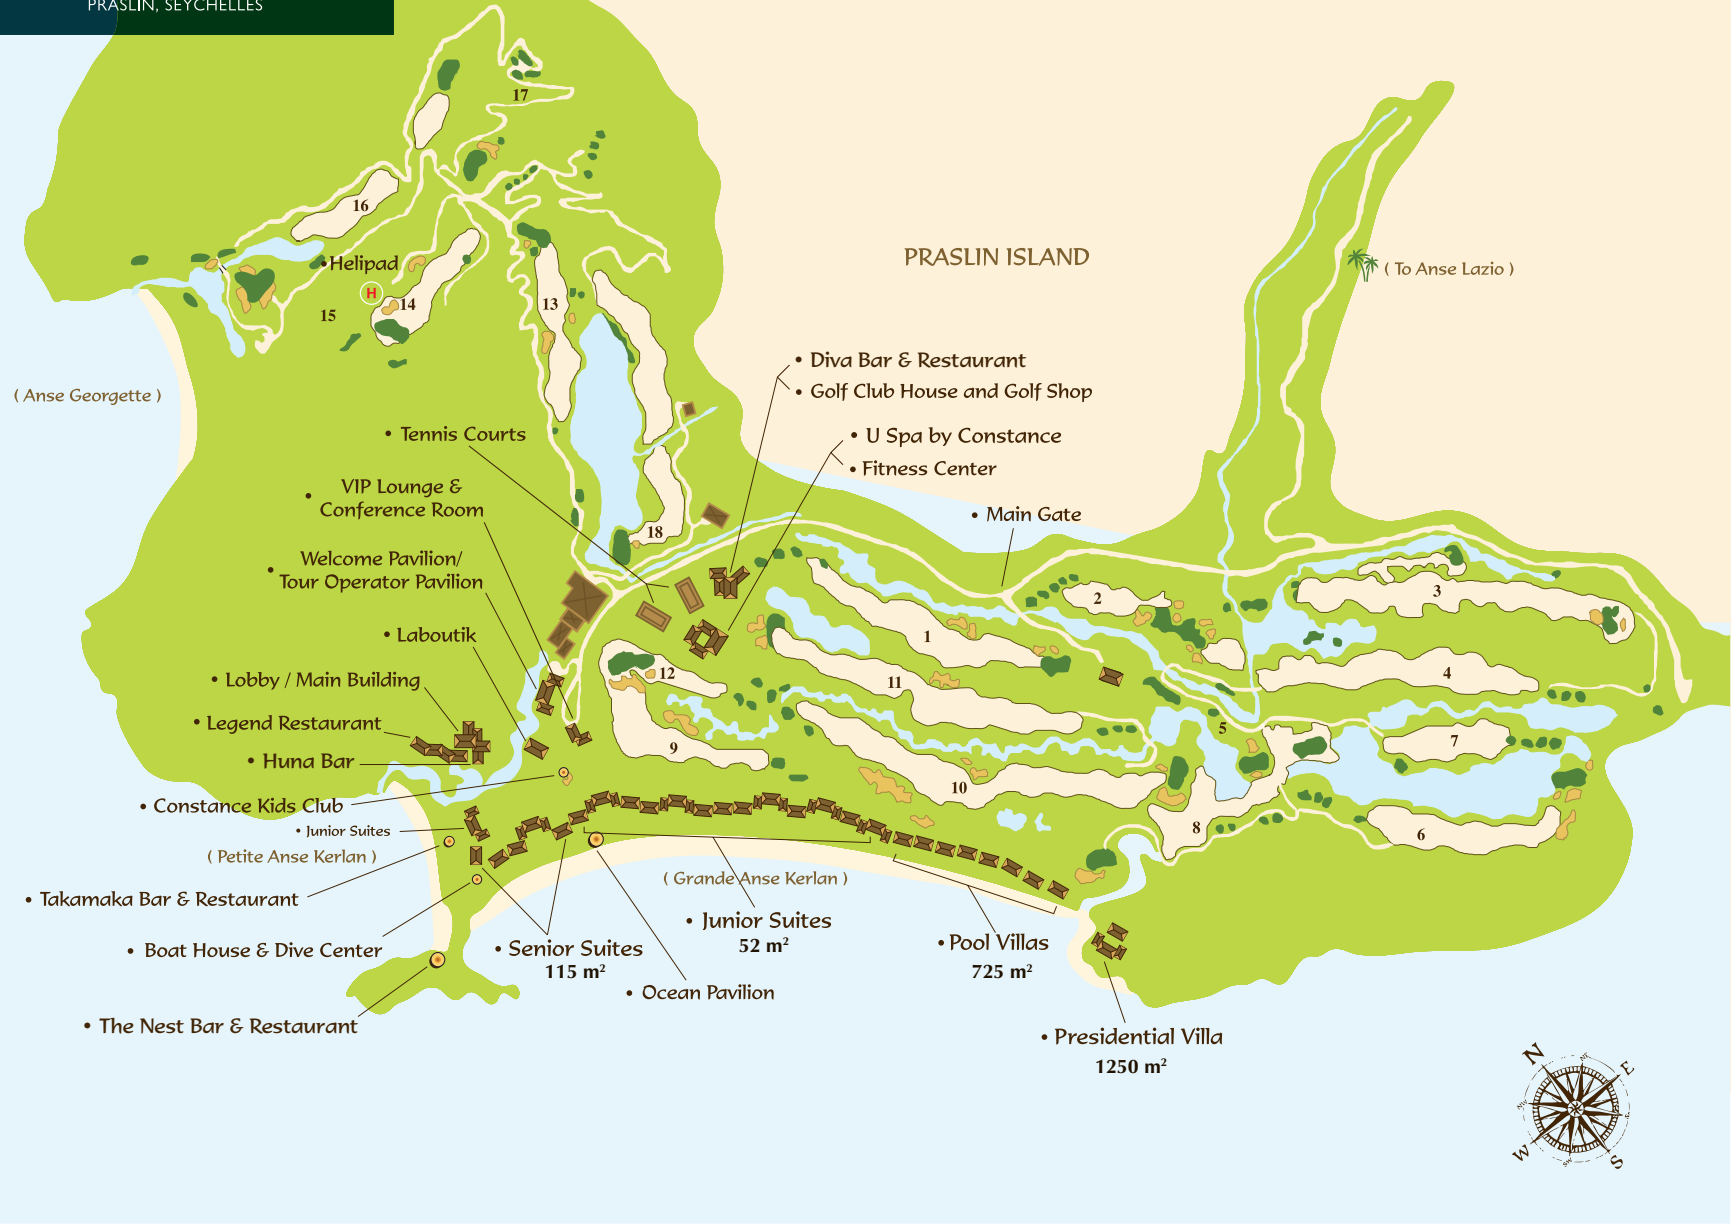 PRASLIN, SEYCHELLES
17
16
• Helipad
H
14
15
13
PRASLIN ISLAND
( To Anse Lazio )
( Anse Georgette )
• Diva Bar & Restaurant
• Golf Club House and Golf Shop
• Tennis Courts
• U Spa by Constance
• Fitness Center
• VIP Lounge &
Conference Room
• Main Gate
18
• Welcome Pavilion/
Tour Operator Pavilion
2
3
1
• Laboutik
12
11
4
• Lobby / Main Building
• Legend Restaurant
5
9
7
• Huna Bar
10
• Constance Kids Club
• Junior Suites
8
6
( Petite Anse Kerlan )
( Grande Anse Kerlan )
• Takamaka Bar & Restaurant
• Junior Suites
52 m²
• Boat House & Dive Center
• Senior Suites
115 m²
• Pool Villas
725 m²
• Ocean Pavilion
• The Nest Bar & Restaurant
• Presidential Villa
1250 m²
N
E
W
S